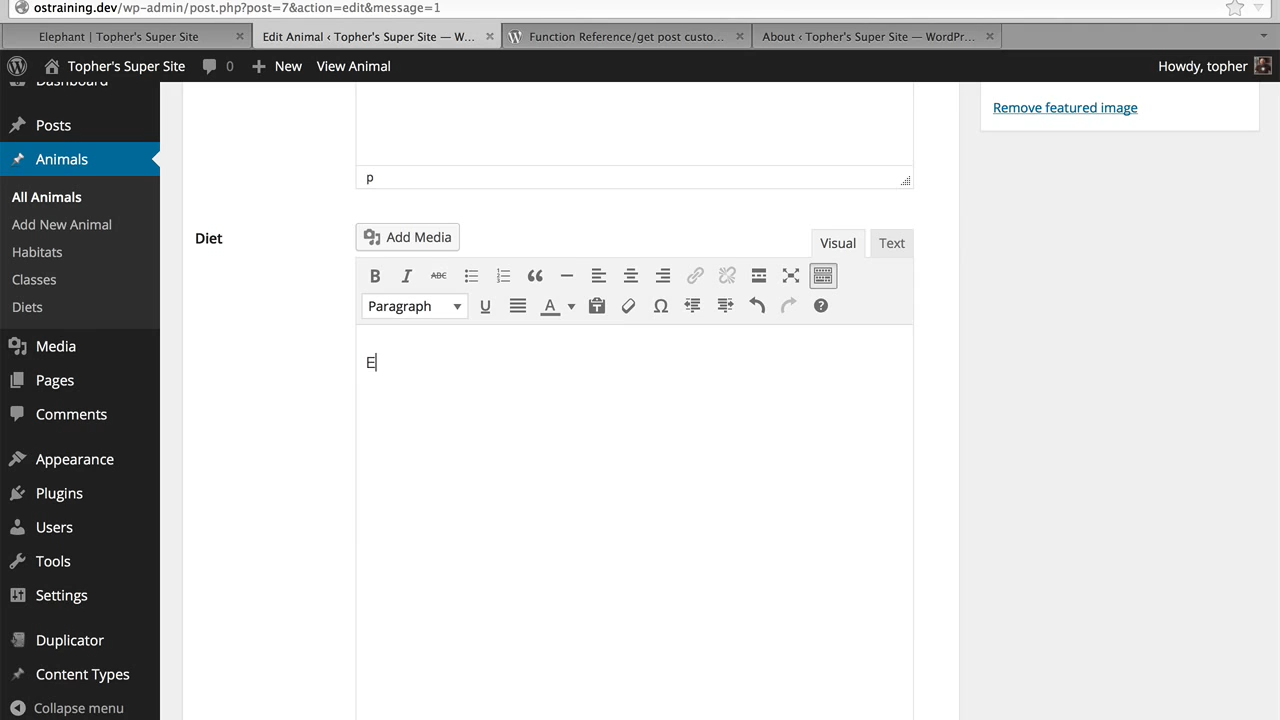 ostraining.dev/wp-admin/post.php?post=7&action=edit&message=1
Elephant | Topher's Super Site
Edit Animal ‹ Topher's Super Site — W...
Function Reference/get post custo...
About ‹ Topher's Super Site — WordPr...
Topher's Super Site
0
New
View Animal
Howdy, topher
Dashboard
Posts
Animals
All Animals
Add New Animal
Habitats
Classes
Diets
Media
Pages
Comments
Appearance
Plugins
Users
Tools
Settings
Duplicator
Content Types
Collapse menu
Remove featured image
p
Diet
Add Media
Visual
Text
B I ABC
Paragraph U A Ω ?
E